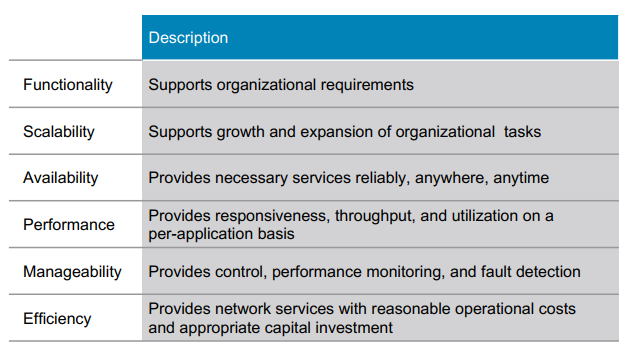 Description
Functionality Supports organizational requirements
Scalability Supports growth and expansion of organizational tasks
Availability Provides necessary services reliably, anywhere, anytime
Performance Provides responsiveness, throughput, and utilization on a
per-application basis
Manageability Provides control, performance monitoring, and fault detection
Efficiency Provides network services with reasonable operational costs
and appropriate capital investment